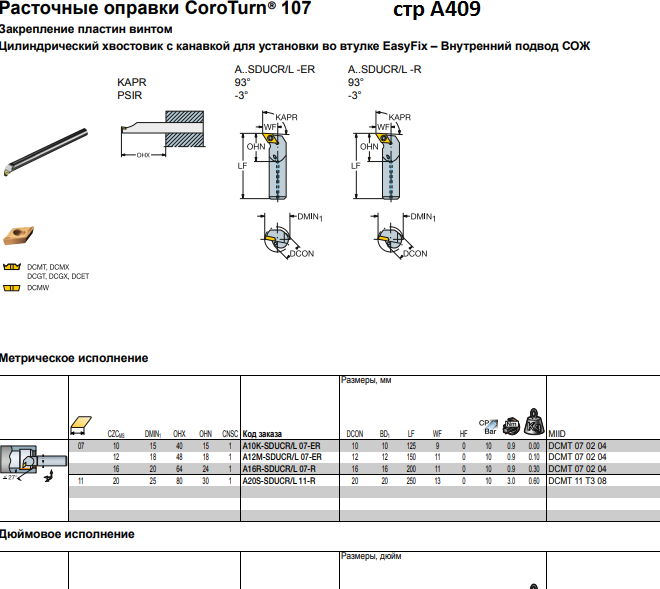 Расточные оправки CoroTurn® 107 стр А409
Закрепление пластин винтом
Цилиндрический хвостовик с канавкой для установки во втулке EasyFix – Внутренний подвод СОЖ
A..SDUCR/L -ER A..SDUCR/L -R
KAPR 93° 93°
PSIR -3° -3°
KAPR KAPR
WF WF
OHN OHN
OHX LF LF
DMIN1 DMIN1
DCON DCON
DCMT, DCMX
DCGT, DCGX, DCET
DCMW
Метрическое исполнение
Размеры, мм
CZCMS DMIN1 OHX OHN CNSC Код заказа DCON BD1 LF WF HF CP Bar Nm KG MIID
07 10 15 40 15 1 A10K-SDUCR/L 07-ER 10 10 125 9 0 10 0.9 0.00 DCMT 07 02 04
12 18 48 18 1 A12M-SDUCR/L 07-ER 12 12 150 11 0 10 0.9 0.10 DCMT 07 02 04
16 20 64 24 1 A16R-SDUCR/L 07-R 16 16 200 11 0 10 0.9 0.30 DCMT 07 02 04
11 20 25 80 30 1 A20S-SDUCR/L 11-R 20 20 250 13 0 10 3.0 0.60 DCMT 11 T3 08
27°
Дюймовое исполнение
Размеры, дюйм